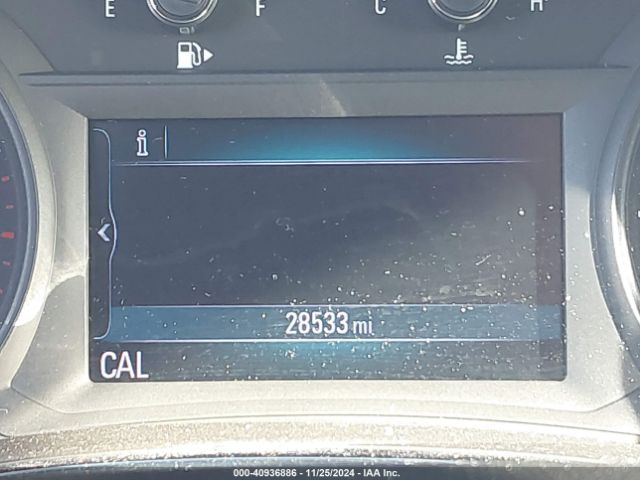 E F C H
i
28533 mi
CAL
000-40936886 - 11/25/2024 - IAA Inc.